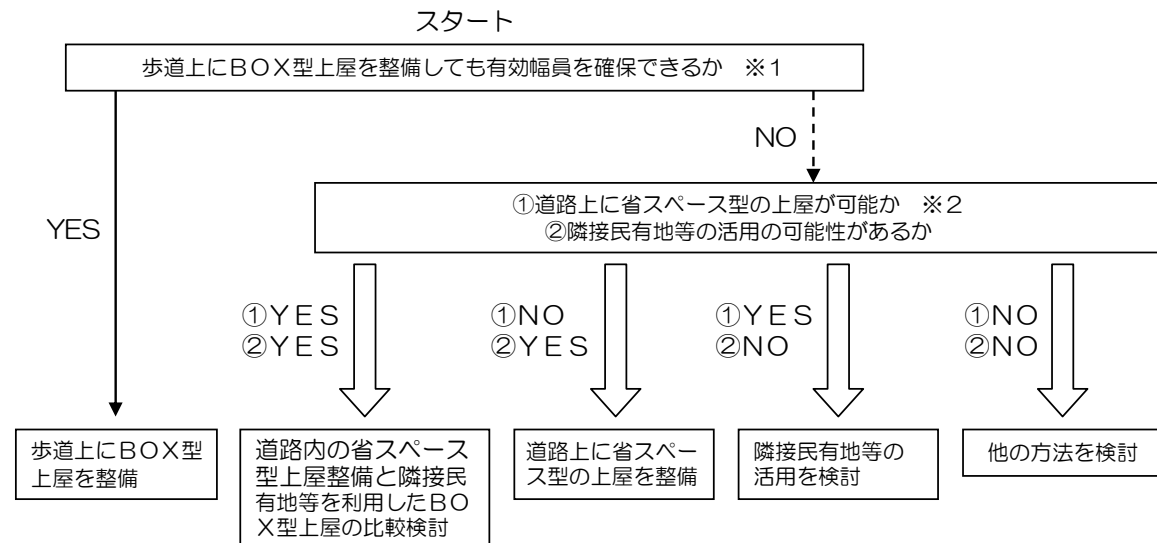 スタート
歩道上にＢＯＸ型上屋を整備しても有効幅員を確保できるか　※１
NO
①道路上に省スペース型の上屋が可能か　※２
②隣接民有地等の活用の可能性があるか
YES
①ＹＥＳ
②ＹＥＳ
①ＮＯ
②ＹＥＳ
①ＹＥＳ
②ＮＯ
①ＮＯ
②ＮＯ
歩道上にＢＯＸ型
上屋を整備
道路内の省スペース
型上屋整備と隣接民
有地等を利用したＢＯ
Ｘ型上屋の比較検討
道路上に省スペー
ス型の上屋を整備
隣接民有地等の
活用を検討
他の方法を検討